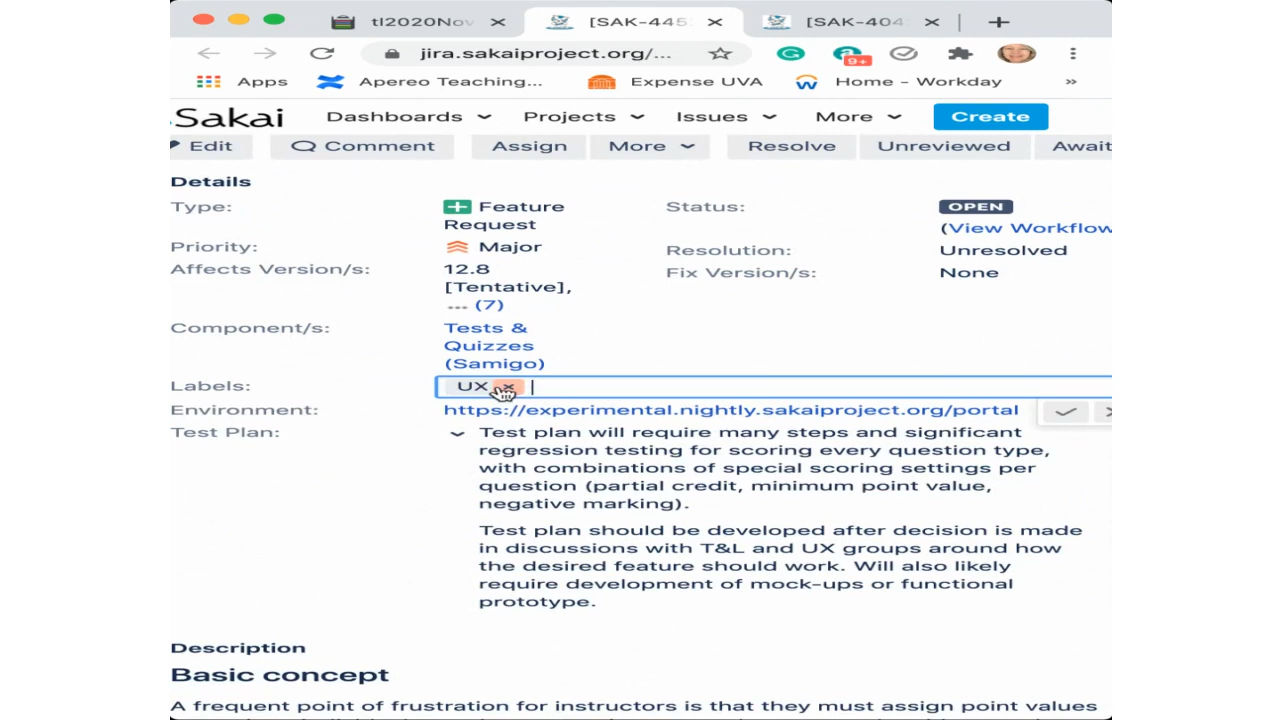 tl2020Nov
[SAK-445
[SAK-404
jira.sakaiproject.org/...
9+
Apps
Apereo Teaching...
Expense UVA
Home - Workday
»
Sakai
Dashboards
Projects
Issues
More
Create
Edit
Comment
Assign
More
Resolve
Unreviewed
Await
Details
Type:
Feature
Request
Status:
OPEN
(View Workflow
Priority:
Major
Resolution:
Unresolved
Affects Version/s:
12.8
[Tentative],
... (7)
Fix Version/s:
None
Component/s:
Tests &
Quizzes
(Samigo)
Labels:
UX
Environment:
https://experimental.nightly.sakaiproject.org/portal
Test Plan:
Test plan will require many steps and significant
regression testing for scoring every question type,
with combinations of special scoring settings per
question (partial credit, minimum point value,
negative marking).
Test plan should be developed after decision is made
in discussions with T&L and UX groups around how
the desired feature should work. Will also likely
require development of mock-ups or functional
prototype.
Description
Basic concept
A frequent point of frustration for instructors is that they must assign point values